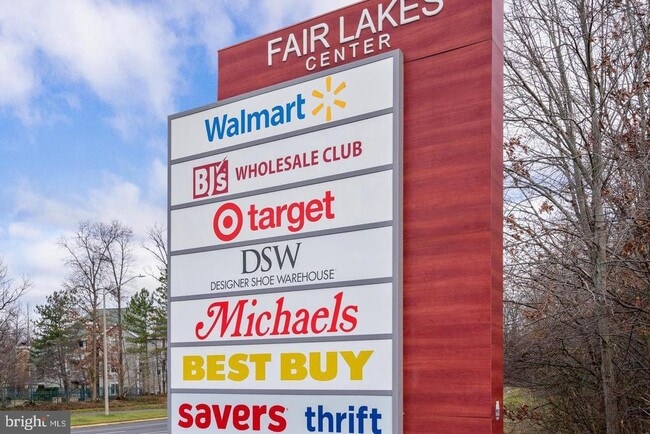 FAIR LAKES
CENTER
Walmart
BJ's WHOLESALE CLUB
target
DSW
DESIGNER SHOE WAREHOUSE
Michaels
BEST BUY
savers thrift
bright MLS